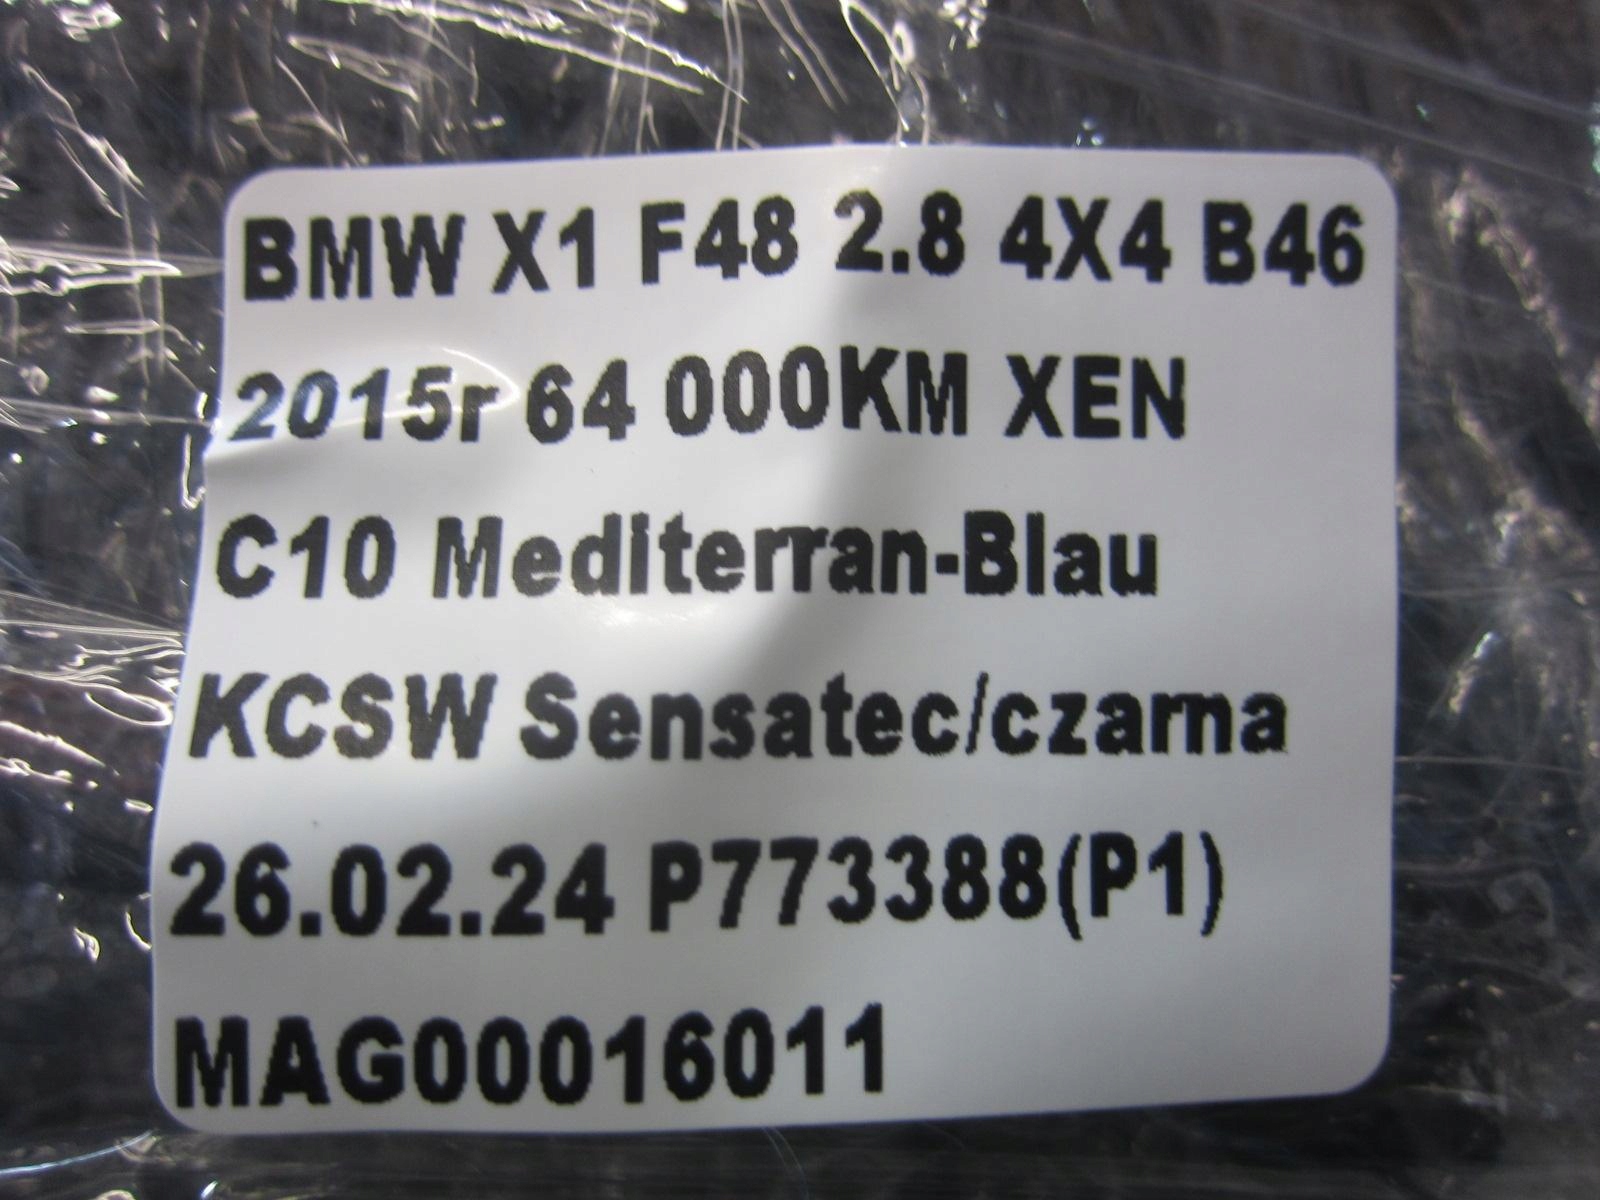 BMW X1 F48 2.8 4X4 B46
2015r 64 000KM XEN
C10 Mediterran-Blau
KCSW Sensatec/czarna
26.02.24 P773388(P1)
MAG00016011